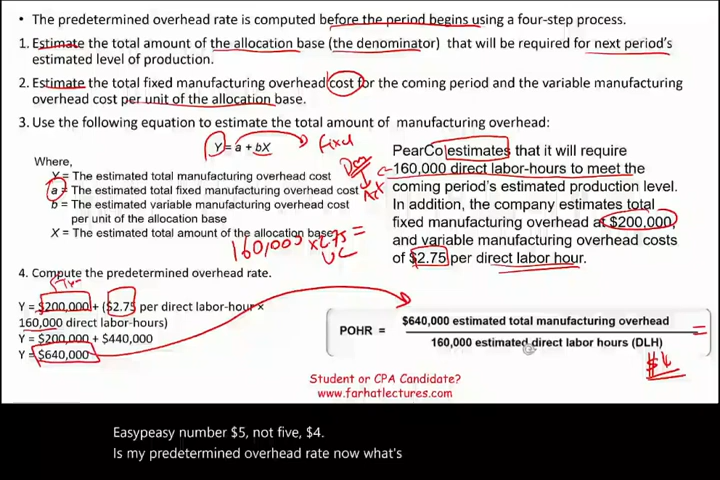 • The predetermined overhead rate is computed before the period begins using a four-step process.
1. Estimate the total amount of the allocation base (the denominator) that will be required for next period's
estimated level of production.
2. Estimate the total fixed manufacturing overhead cost for the coming period and the variable manufacturing
overhead cost per unit of the allocation base.
3. Use the following equation to estimate the total amount of manufacturing overhead:
Y = a + bX
fixed
Where,
Y = The estimated total manufacturing overhead cost
a = The estimated total fixed manufacturing overhead cost
b = The estimated variable manufacturing overhead cost
per unit of the allocation base
X = The estimated total amount of the allocation base
160,000 x 2.75 =
VC
PearCo estimates that it will require
160,000 direct labor-hours to meet the
coming period's estimated production level.
In addition, the company estimates total
fixed manufacturing overhead at $200,000,
and variable manufacturing overhead costs
of $2.75 per direct labor hour.
4. Compute the predetermined overhead rate.
Y = $200,000 + ($2.75 per direct labor-hour ×
160,000 direct labor-hours)
Y = $200,000 + $440,000
Y = $640,000
POHR = $640,000 estimated total manufacturing overhead
160,000 estimated direct labor hours (DLH)
=
$4
Student or CPA Candidate?
www.farhatlectures.com
Easypeasy number $5, not five, $4.
Is my predetermined overhead rate now what's